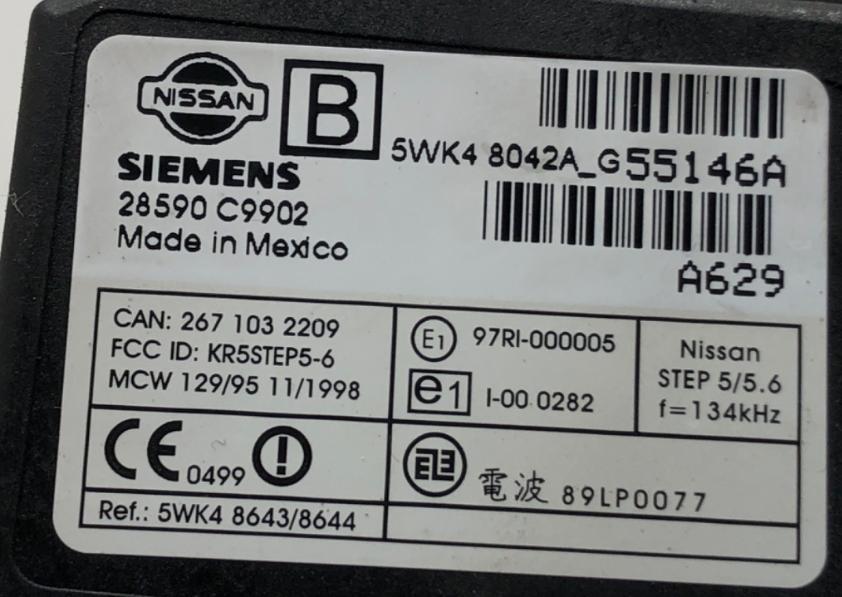 NISSAN
B
SIEMENS
5WK4 8042A_G55146A
28590 C9902
Made in Mexico
A629
CAN: 267 103 2209
FCC ID: KR5STEP5-6
MCW 129/95 11/1998
E1 97RI-000005
e1 I-00 0282
Nissan
STEP 5/5.6
f=134kHz
CE 0499 !
電波 89LP0077
Ref.: 5WK4 8643/8644